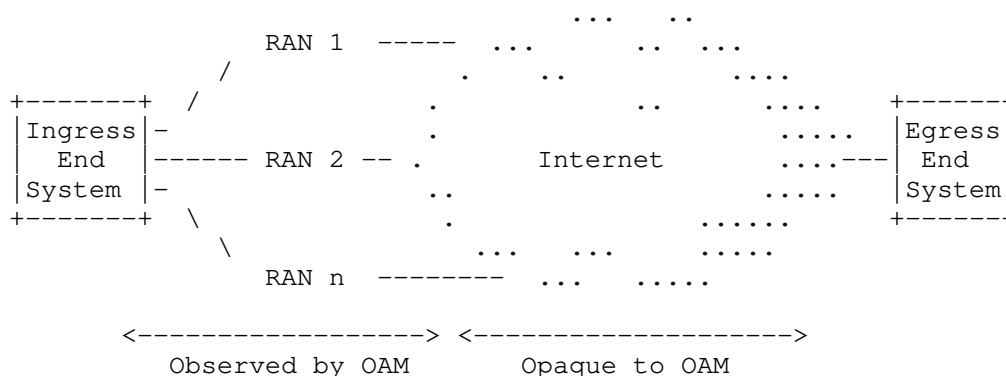 RAN 1
Ingress
Egress
End
RAN 2
Internet
End
System
System
RAN n
Observed by OAM
Opaque to OAM